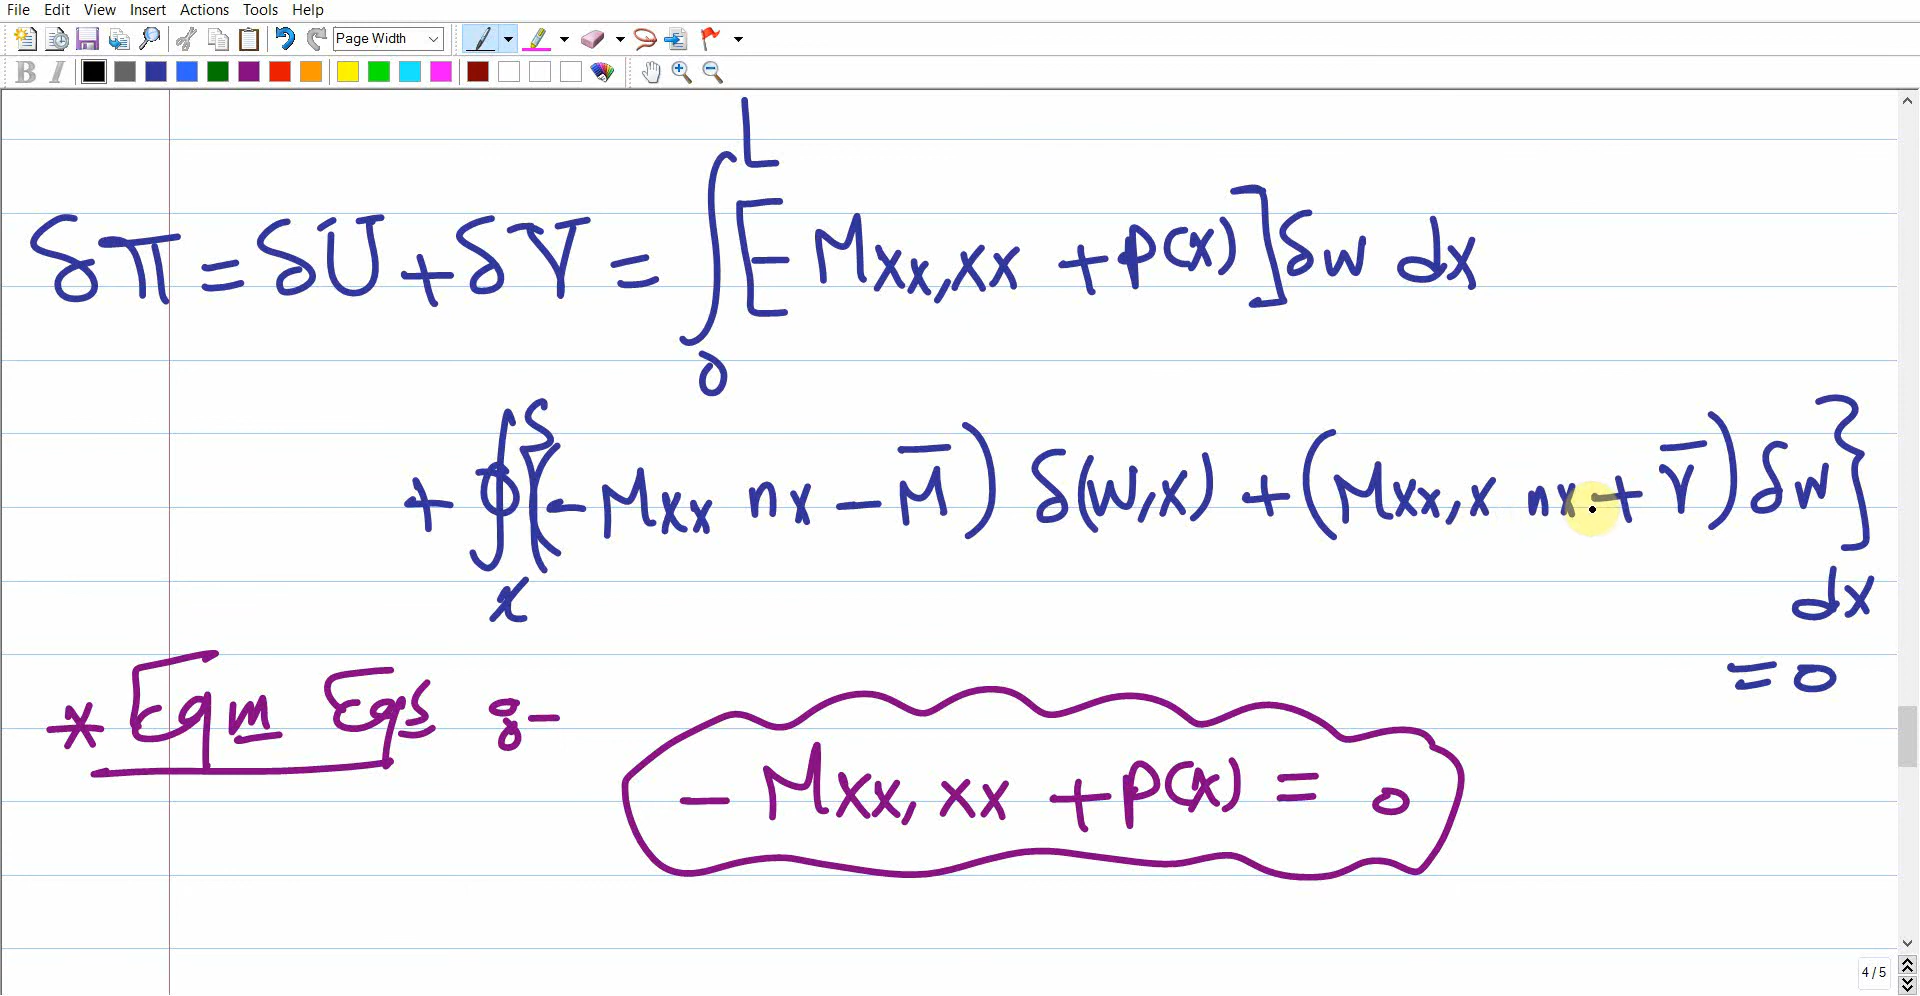 File Edit View Insert Actions Tools Help
Page Width
B I
δπ = δU + δV = ∫₀ᴸ [- Mxx,xx + p(x)] δw dx
+ ∮ₓˢ {(- Mxx nx - M̅) δ(w,x) + (Mxx,x nx + V̅) δw} dx
= 0
* Eqm Eqs :-
- Mxx,xx + p(x) = 0
4 / 5